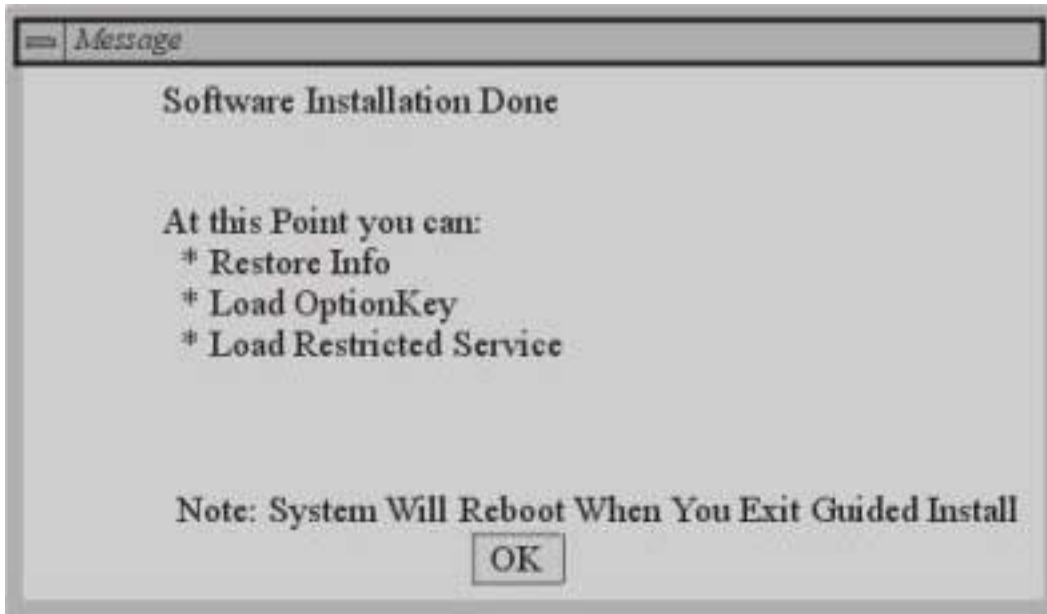 Message
Software Installation Done
At this Point you can:
* Restore Info
* Load OptionKey
* Load Restricted Service
Note: System Will Reboot When You Exit Guided Install
OK